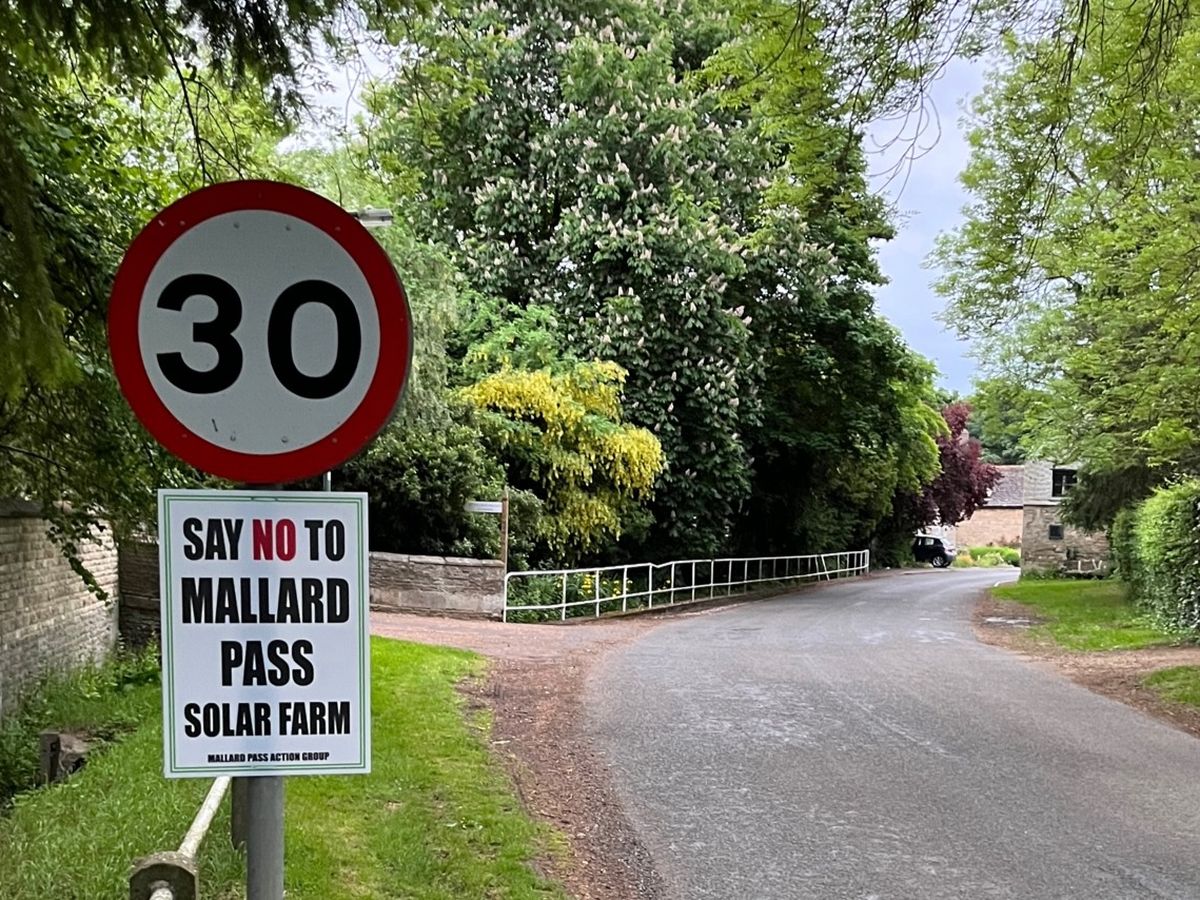 30
SAY NO TO
MALLARD
PASS
SOLAR FARM
MALLARD PASS ACTION GROUP